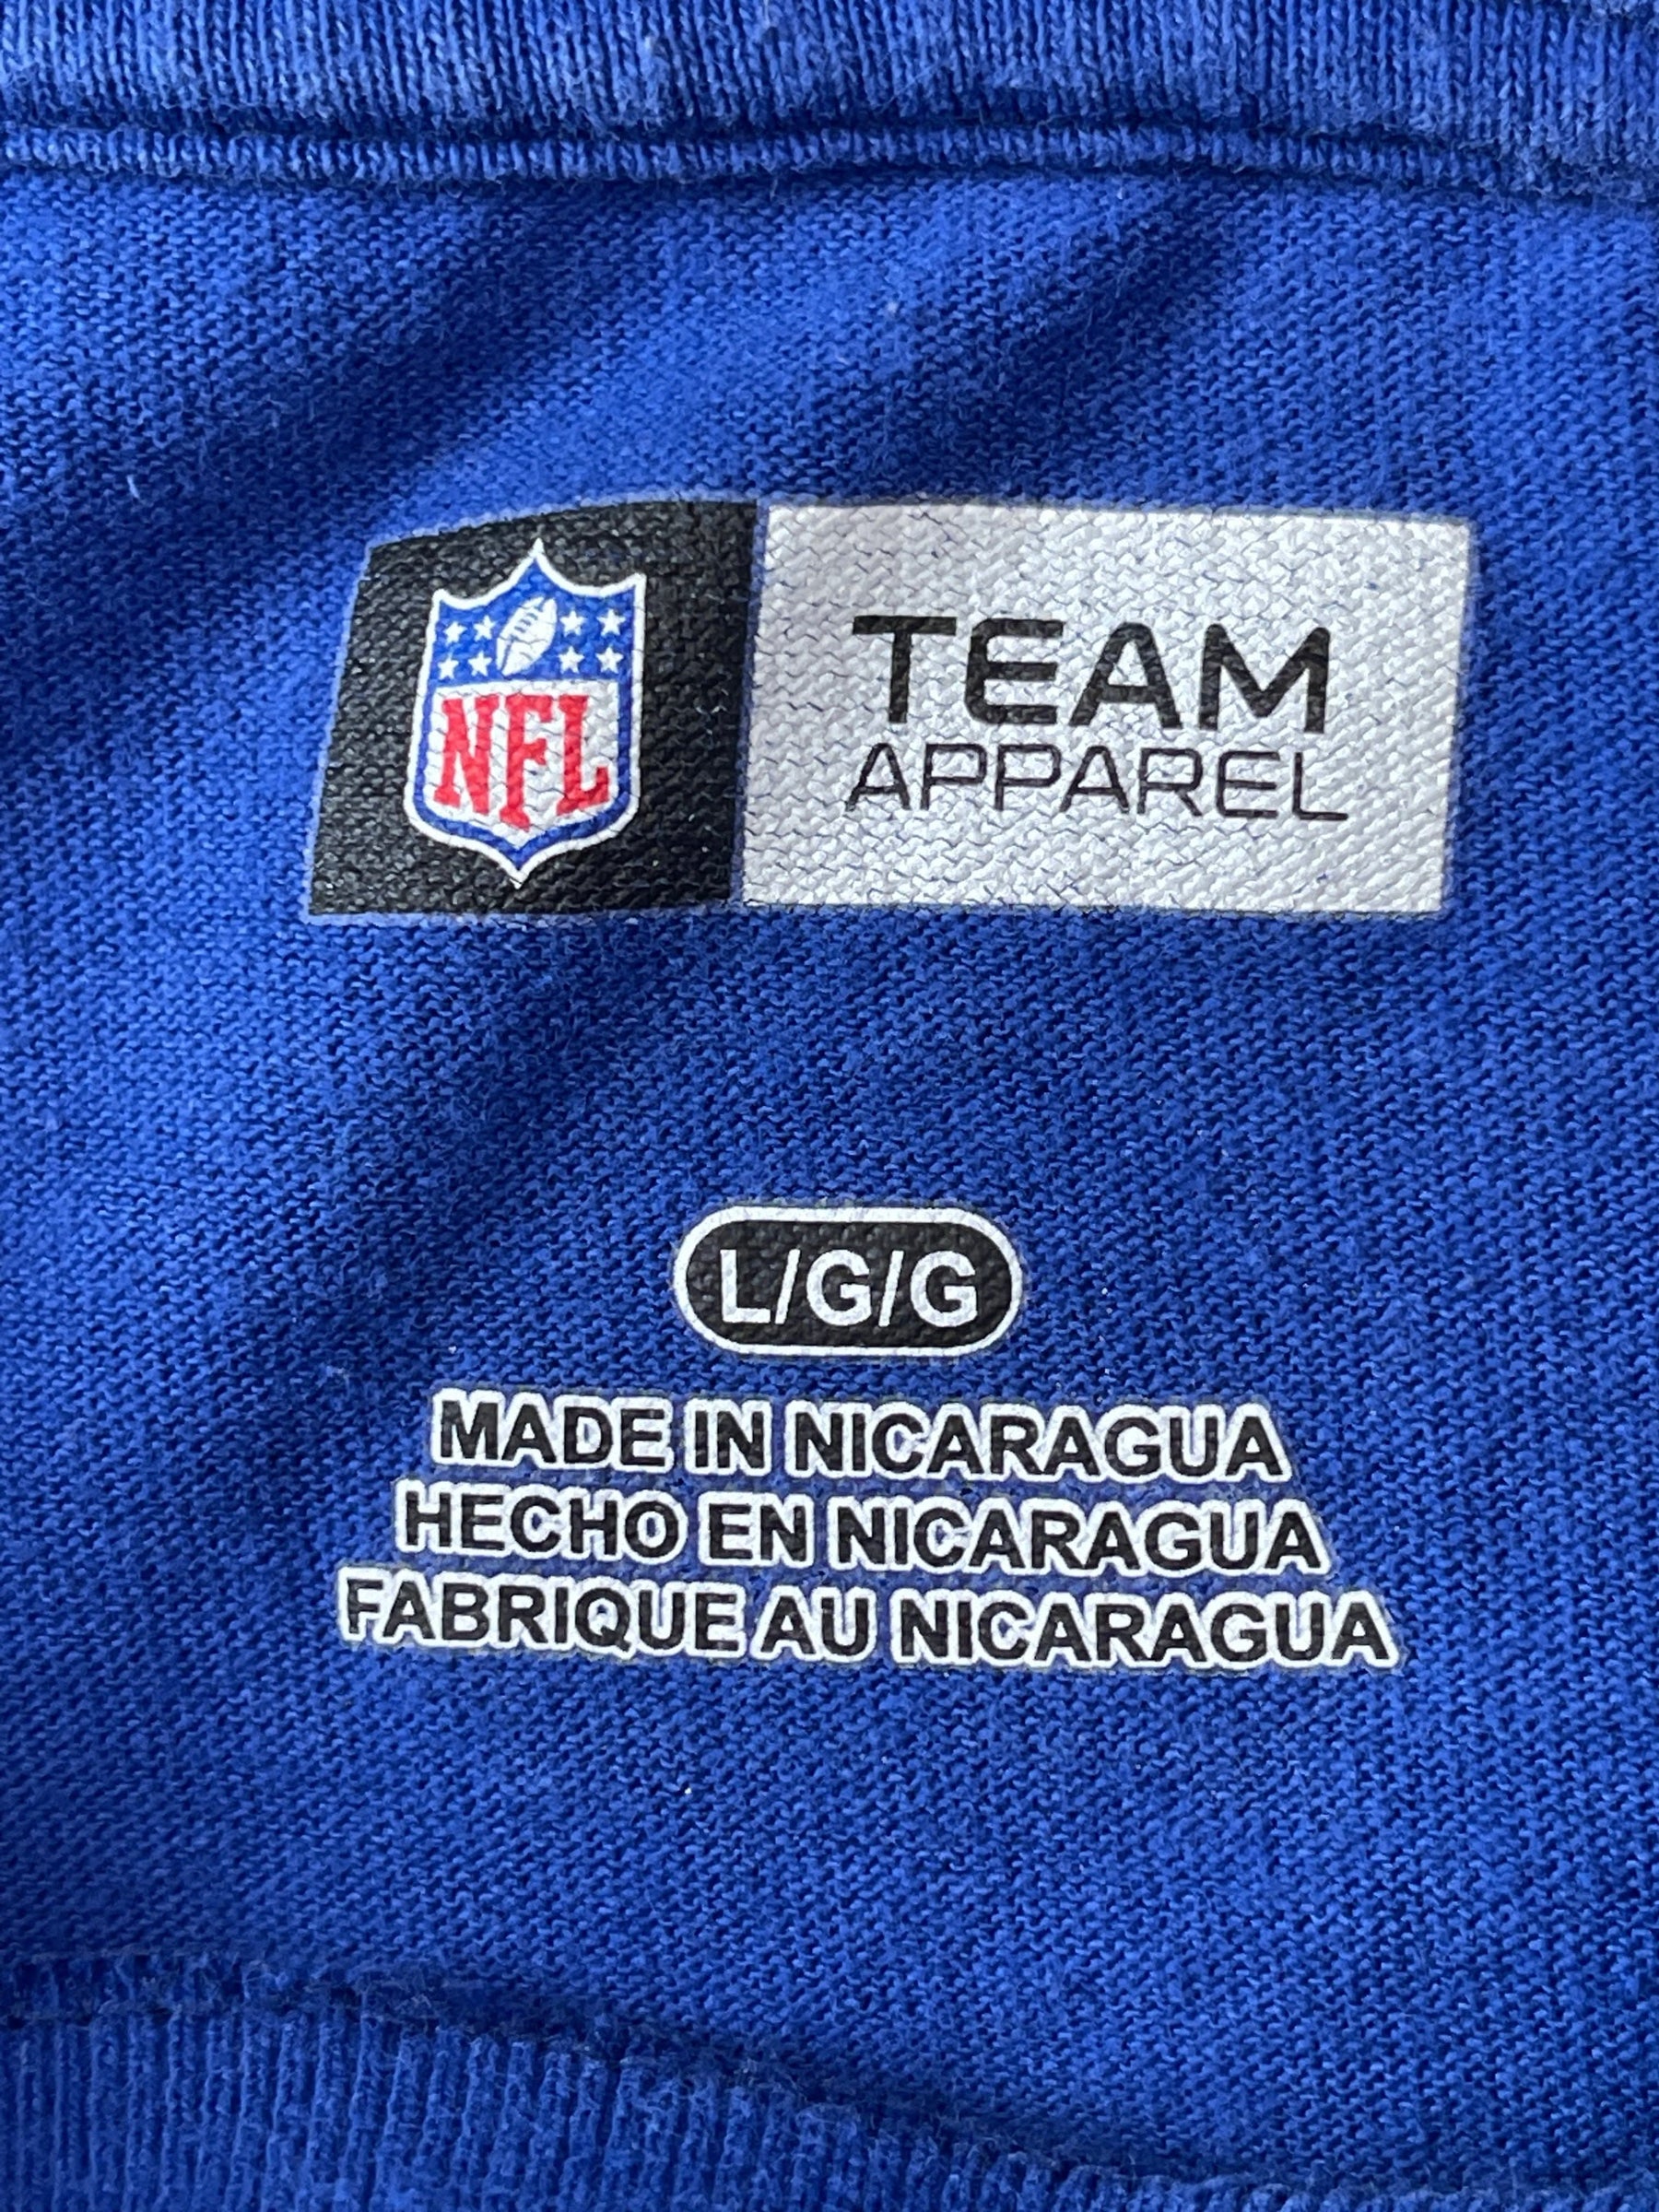 NFL
TEAM
APPAREL
L/G/G
MADE IN NICARAGUA
HECHO EN NICARAGUA
FABRIQUE AU NICARAGUA